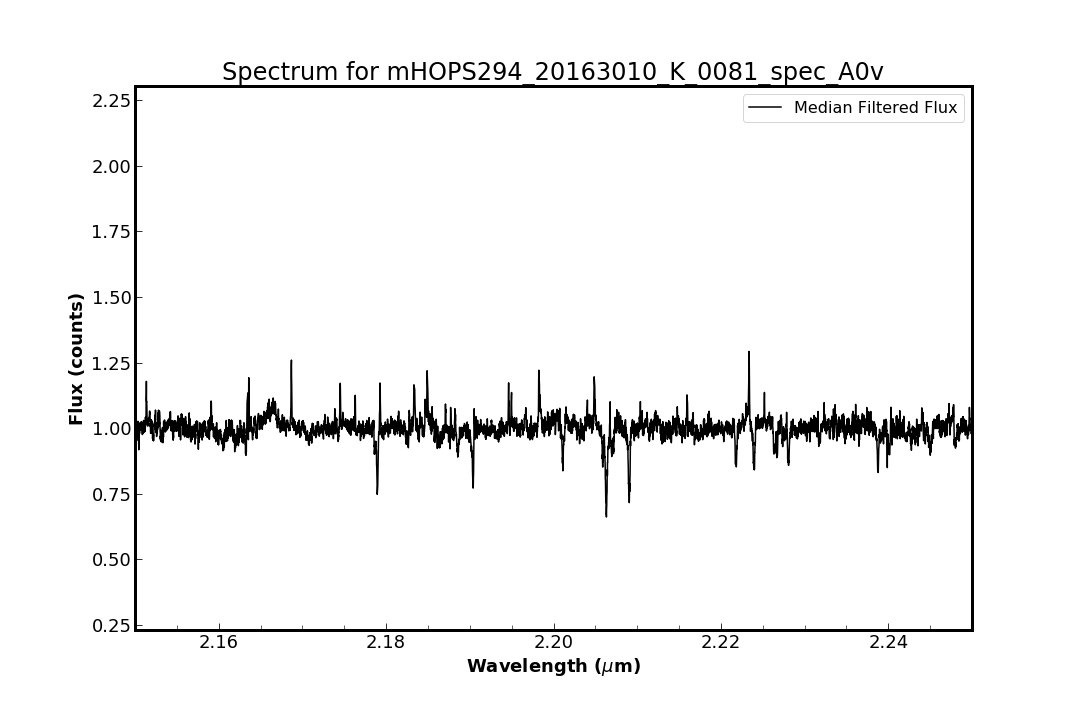 Spectrum for mHOPS294_20163010_K_0081_spec_A0v
Median Filtered Flux
2.25
2.00
1.75
1.50
1.25
1.00
0.75
0.50
0.25
Flux (counts)
2.16 2.18 2.20 2.22 2.24
Wavelength (μm)